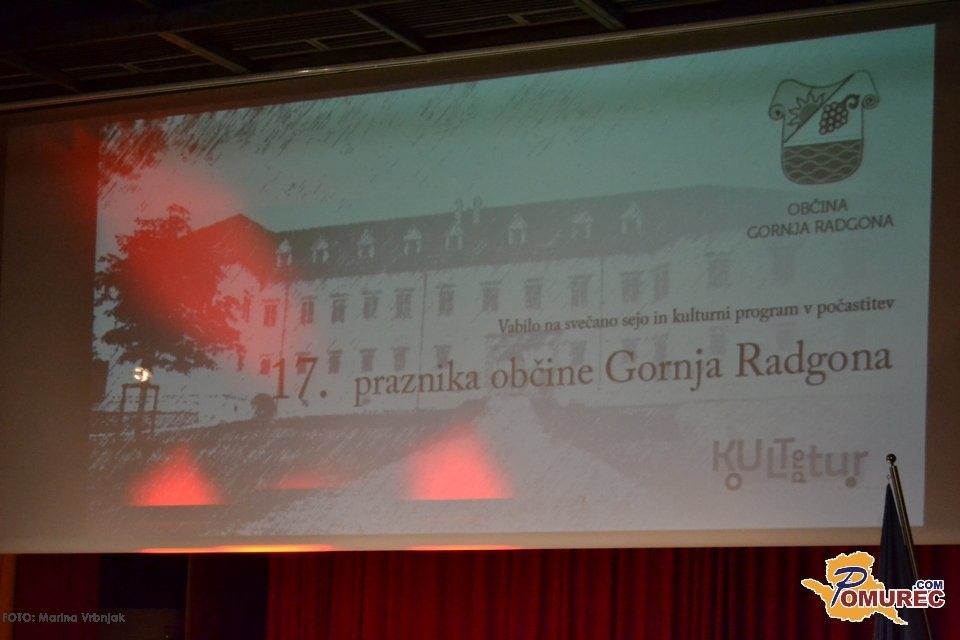 OBČINA
GORNJA RADGONA
Vabilo na svečano sejo in kulturni program v počastitev
17. praznika občine Gornja Radgona
KULTprotur
FOTO: Marina Vrbnjak
POMUREC.COM